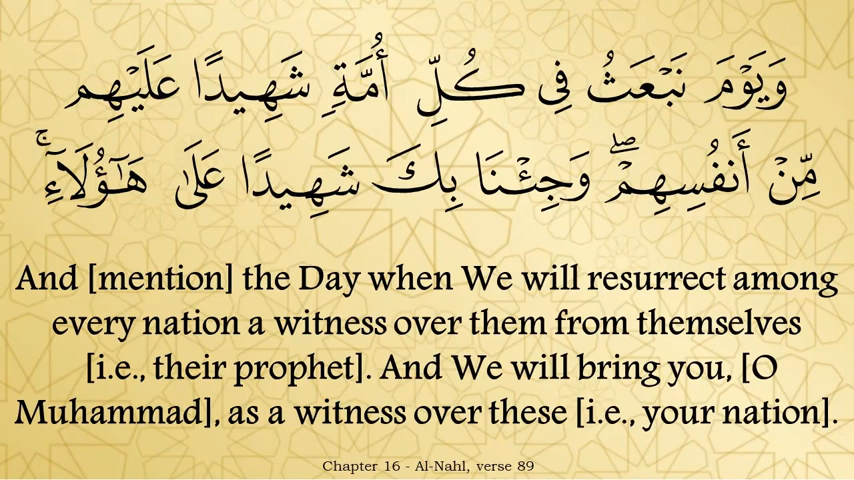 وَيَوْمَ نَبْعَثُ فِى كُلِّ أُمَّةٍۢ شَهِيدًا عَلَيْهِم
مِّنْ أَنفُسِهِمْ ۖ وَجِئْنَا بِكَ شَهِيدًا عَلَىٰ هَـٰٓؤُلَآءِ ۚ
And [mention] the Day when We will resurrect among
every nation a witness over them from themselves
[i.e., their prophet]. And We will bring you, [O
Muhammad], as a witness over these [i.e., your nation].
Chapter 16 - Al-Nahl, verse 89